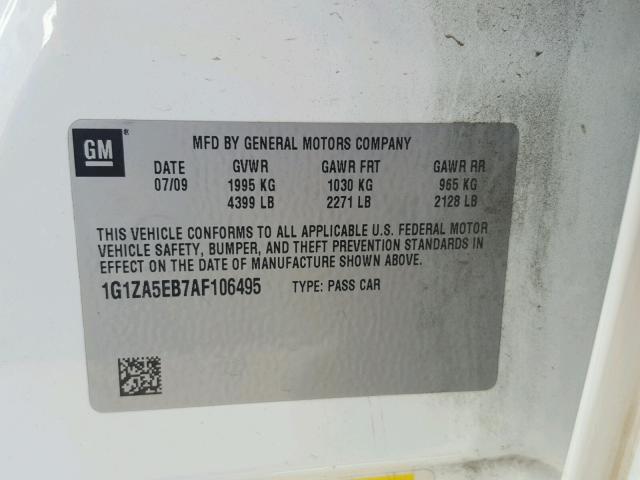 GM®
MFD BY GENERAL MOTORS COMPANY
DATE GVWR GAWR FRT GAWR RR
07/09 1995 KG 1030 KG 965 KG
4399 LB 2271 LB 2128 LB
THIS VEHICLE CONFORMS TO ALL APPLICABLE U.S. FEDERAL MOTOR
VEHICLE SAFETY, BUMPER, AND THEFT PREVENTION STANDARDS IN
EFFECT ON THE DATE OF MANUFACTURE SHOWN ABOVE.
1G1ZA5EB7AF106495 TYPE: PASS CAR